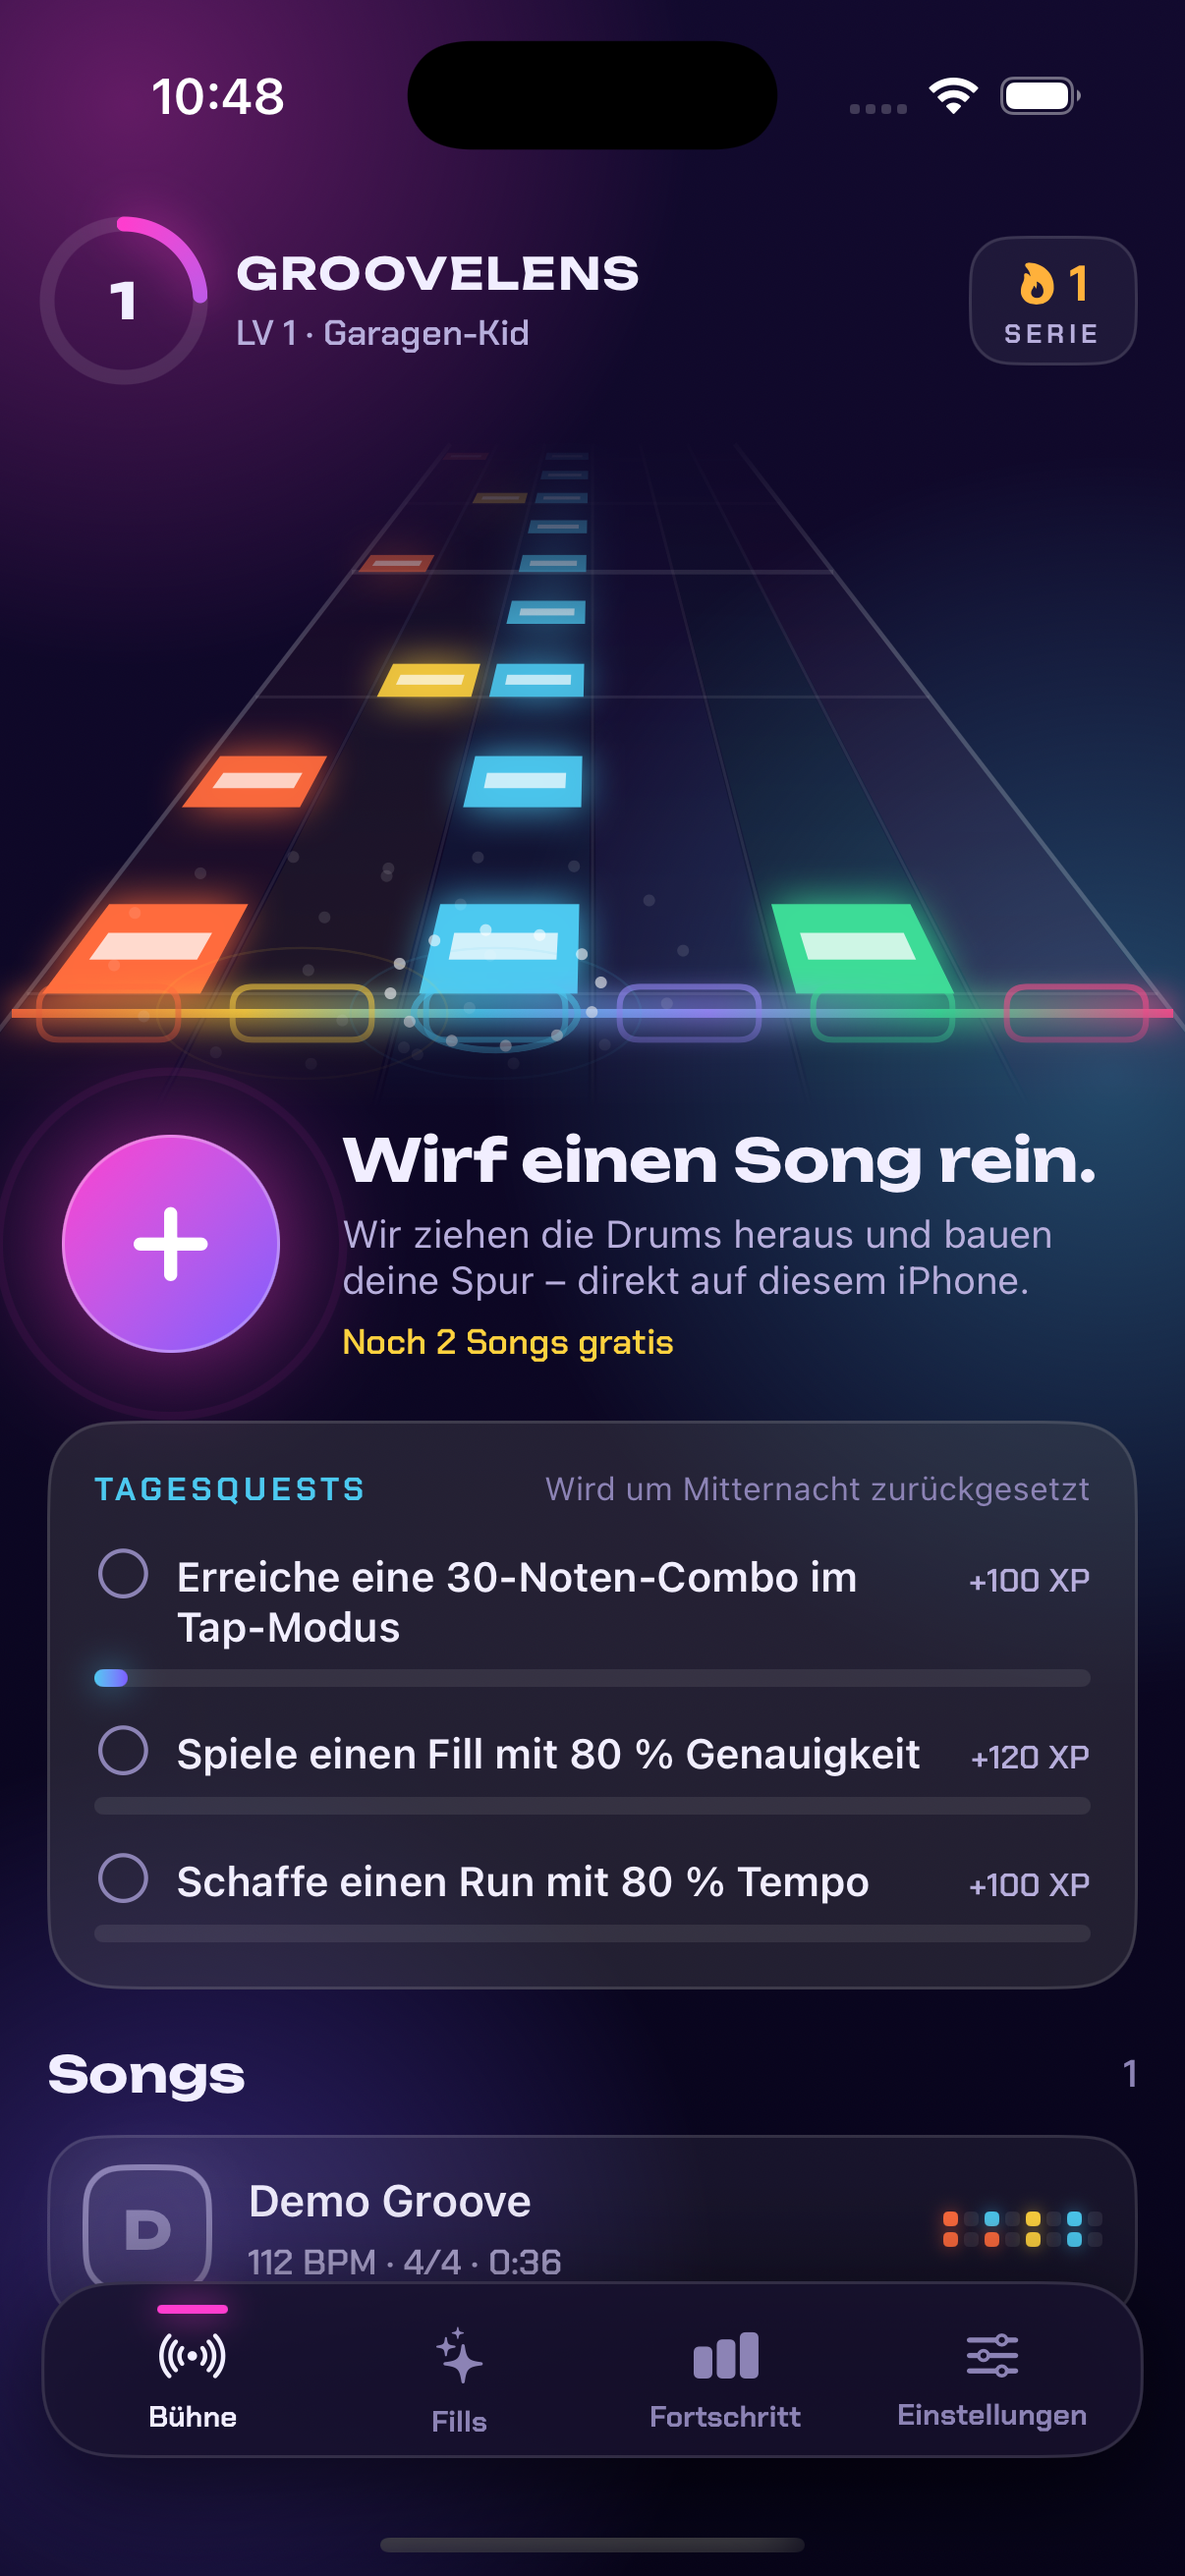 10:48
1
GROOVELENS
LV 1 · Garagen-Kid
1
SERIE
Wirf einen Song rein.
Wir ziehen die Drums heraus und bauen
deine Spur – direkt auf diesem iPhone.
Noch 2 Songs gratis
TAGESQUESTS
Wird um Mitternacht zurückgesetzt
Erreiche eine 30-Noten-Combo im
Tap-Modus
+100 XP
Spiele einen Fill mit 80 % Genauigkeit
+120 XP
Schaffe einen Run mit 80 % Tempo
+100 XP
Songs
1
D
Demo Groove
112 BPM · 4/4 · 0:36
Bühne
Fills
Fortschritt
Einstellungen